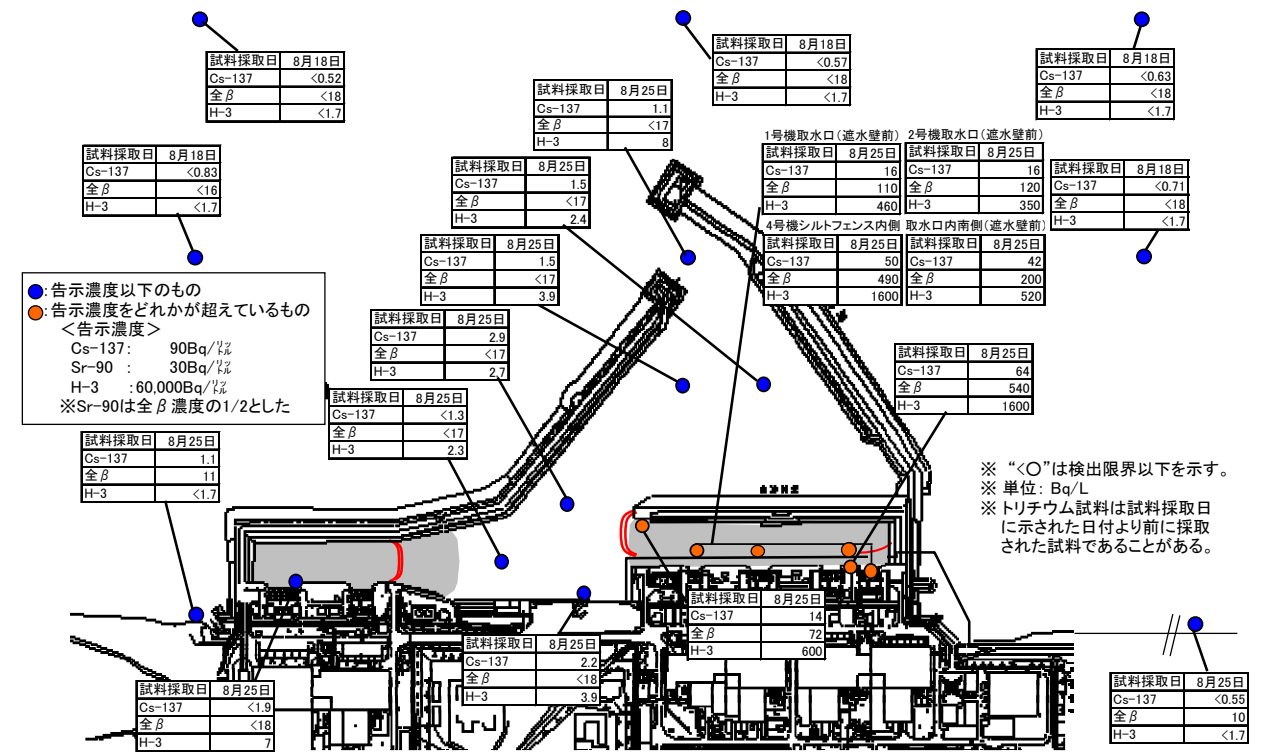 試料採取日 8月18日
Cs-137 <0.52
全β <18
H-3 <1.7
試料採取日 8月18日
Cs-137 <0.57
全β <18
H-3 <1.7
試料採取日 8月18日
Cs-137 <0.63
全β <18
H-3 <1.7
試料採取日 8月25日
Cs-137 1.1
全β <17
H-3 8
試料採取日 8月18日
Cs-137 <0.83
全β <16
H-3 <1.7
試料採取日 8月25日
Cs-137 1.5
全β <17
H-3 2.4
1号機取水口(遮水壁前)
試料採取日 8月25日
Cs-137 16
全β 110
H-3 460
2号機取水口(遮水壁前)
試料採取日 8月25日
Cs-137 16
全β 120
H-3 350
試料採取日 8月18日
Cs-137 <0.71
全β <18
H-3 <1.7
4号機シルトフェンス内側
試料採取日 8月25日
Cs-137 50
全β 490
H-3 1600
取水口内南側(遮水壁前)
試料採取日 8月25日
Cs-137 42
全β 200
H-3 520
試料採取日 8月25日
Cs-137 1.5
全β <17
H-3 3.9
:告示濃度以下のもの
:告示濃度をどれかが超えているもの
<告示濃度>
Cs-137: 90Bq/㍑
Sr-90 : 30Bq/㍑
H-3 :60,000Bq/㍑
※Sr-90は全β濃度の1/2とした
試料採取日 8月25日
Cs-137 2.9
全β <17
H-3 2.7
試料採取日 8月25日
Cs-137 64
全β 540
H-3 1600
試料採取日 8月25日
Cs-137 <1.3
全β <17
H-3 2.3
試料採取日 8月25日
Cs-137 1.1
全β 11
H-3 <1.7
※ “<○”は検出限界以下を示す。
※ 単位: Bq/L
※ トリチウム試料は試料採取日
に示された日付より前に採取
された試料であることがある。
試料採取日 8月25日
Cs-137 14
全β 72
H-3 600
試料採取日 8月25日
Cs-137 2.2
全β <18
H-3 3.9
試料採取日 8月25日
Cs-137 <1.9
全β <18
H-3 7
試料採取日 8月25日
Cs-137 <0.55
全β 10
H-3 <1.7